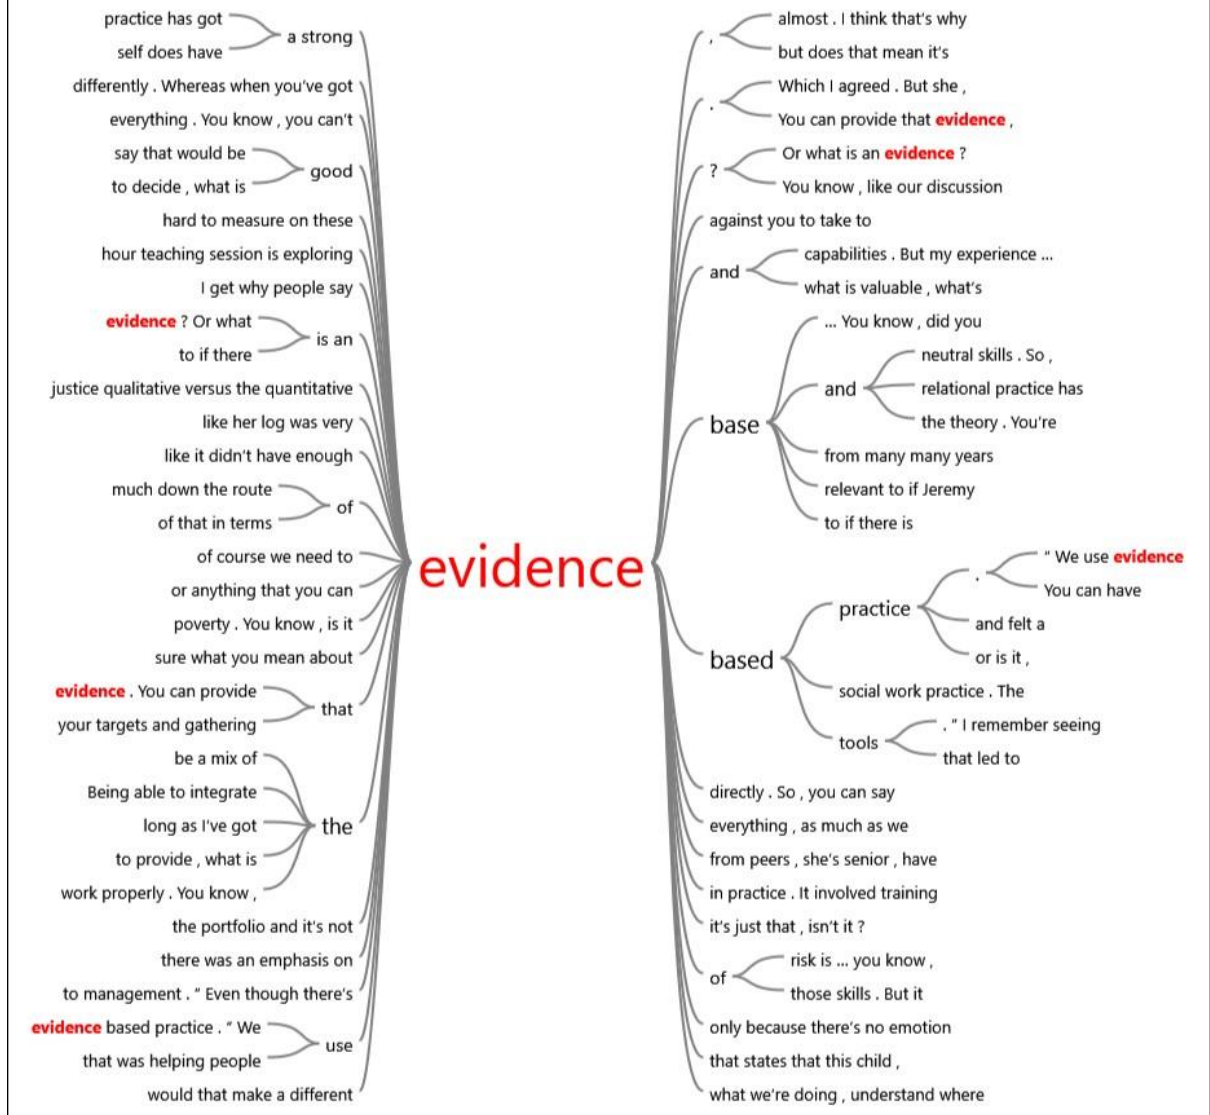 practice has got
self does have
a strong
differently . Whereas when you've got
everything . You know , you can't
say that would be
to decide , what is
good
hard to measure on these
hour teaching session is exploring
I get why people say
evidence ? Or what
to if there
is an
justice qualitative versus the quantitative
like her log was very
like it didn't have enough
much down the route
of that in terms
of
of course we need to
or anything that you can
poverty . You know , is it
sure what you mean about
evidence . You can provide
your targets and gathering
that
be a mix of
Being able to integrate
long as I've got
to provide , what is
work properly . You know ,
the
the portfolio and it's not
there was an emphasis on
to management . " Even though there's
evidence based practice . " We
that was helping people
use
would that make a different
evidence
,
almost . I think that's why
but does that mean it's
.
Which I agreed . But she ,
You can provide that evidence ,
?
Or what is an evidence ?
You know , like our discussion
against you to take to
and
capabilities . But my experience ...
what is valuable , what's
base
... You know , did you
and
neutral skills . So ,
relational practice has
the theory . You're
from many many years
relevant to if Jeremy
to if there is
based
practice
.
" We use evidence
You can have
and felt a
or is it ,
social work practice . The
tools
. " I remember seeing
that led to
directly . So , you can say
everything , as much as we
from peers , she's senior , have
in practice . It involved training
it's just that , isn't it ?
of
risk is ... you know ,
those skills . But it
only because there's no emotion
that states that this child ,
what we're doing , understand where